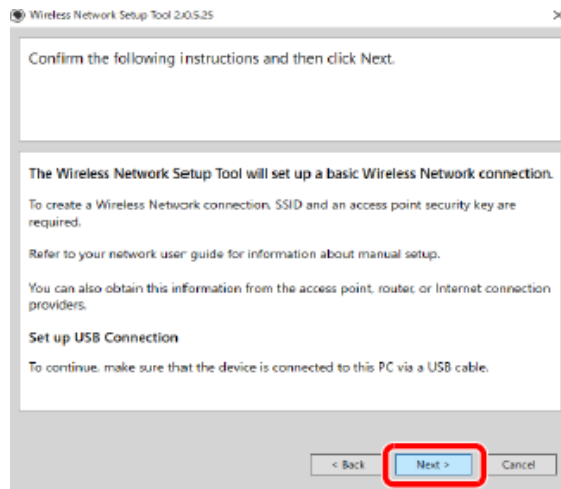 Wireless Network Setup Tool 2.0.5.25
Confirm the following instructions and then click Next.
The Wireless Network Setup Tool will set up a basic Wireless Network connection.
To create a Wireless Network connection, SSID and an access point security key are
required.
Refer to your network user guide for information about manual setup.
You can also obtain this information from the access point, router, or Internet connection
providers.
Set up USB Connection
To continue, make sure that the device is connected to this PC via a USB cable.
< Back Next > Cancel